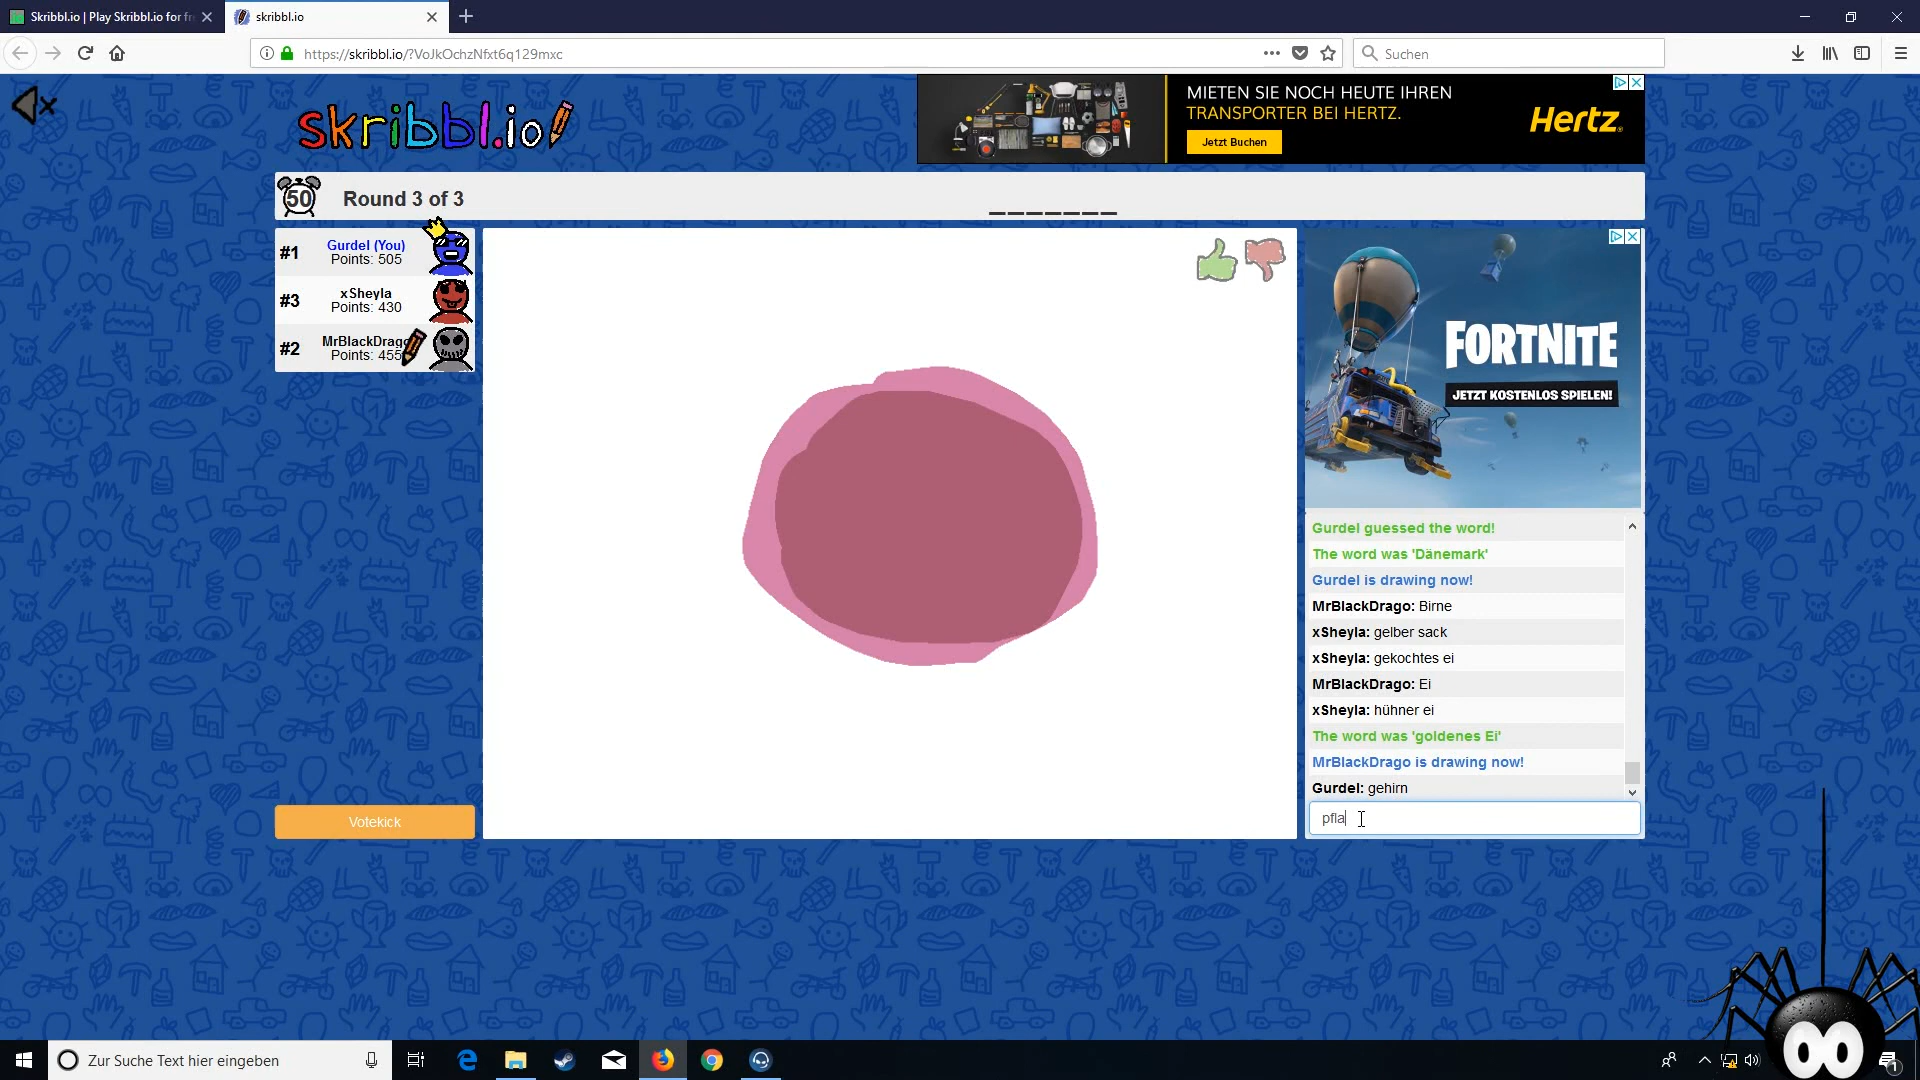 Skribbl.io | Play Skribbl.io for fr
skribbl.io
https://skribbl.io/?VoJkOchzNfxt6q129mxc
Suchen
skribbl.io
MIETEN SIE NOCH HEUTE IHREN
TRANSPORTER BEI HERTZ.
Jetzt Buchen
Hertz.
50
Round 3 of 3
_______
#1
Gurdel (You)
Points: 505
#3
xSheyla
Points: 430
#2
MrBlackDrago
Points: 455
Votekick
FORTNITE
JETZT KOSTENLOS SPIELEN!
Gurdel guessed the word!
The word was 'Dänemark'
Gurdel is drawing now!
MrBlackDrago: Birne
xSheyla: gelber sack
xSheyla: gekochtes ei
MrBlackDrago: Ei
xSheyla: hühner ei
The word was 'goldenes Ei'
MrBlackDrago is drawing now!
Gurdel: gehirn
pfla
Zur Suche Text hier eingeben
1